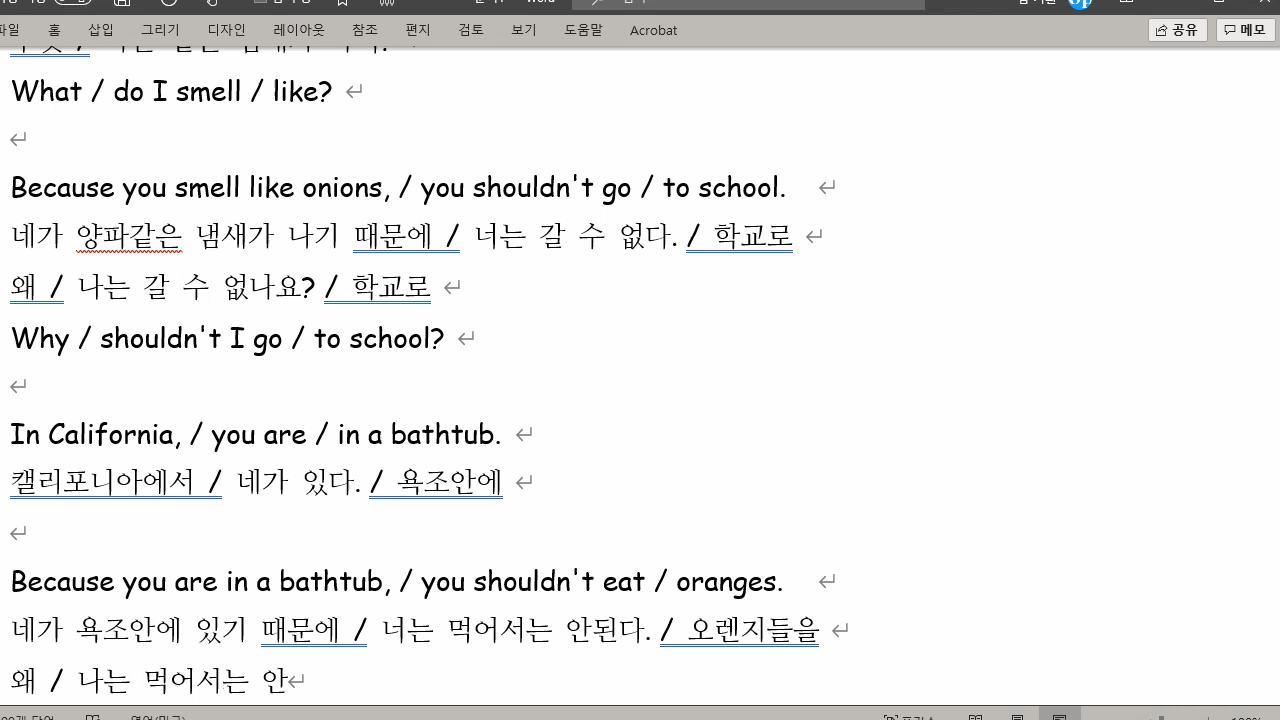 홈 삽입 그리기 디자인 레이아웃 참조 편지 검토 보기 도움말 Acrobat 공유 메모
What / do I smell / like?
Because you smell like onions, / you shouldn't go / to school.
네가 양파같은 냄새가 나기 때문에 / 너는 갈 수 없다. / 학교로
왜 / 나는 갈 수 없나요? / 학교로
Why / shouldn't I go / to school?
In California, / you are / in a bathtub.
캘리포니아에서 / 네가 있다. / 욕조안에
Because you are in a bathtub, / you shouldn't eat / oranges.
네가 욕조안에 있기 때문에 / 너는 먹어서는 안된다. / 오렌지들을
왜 / 나는 먹어서는 안